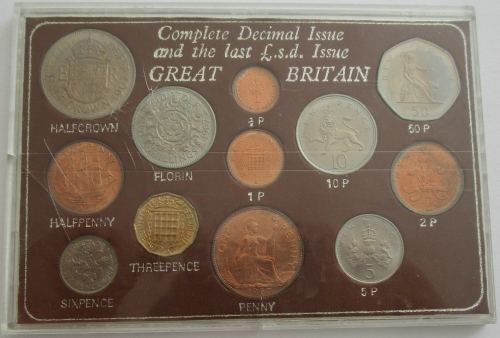 Complete Decimal Issue
and the last £.s.d. Issue
GREAT BRITAIN
HALFCROWN
FLORIN
½ P
10 P
50 P
HALFPENNY
1 P
2 P
SIXPENCE
THREEPENCE
PENNY
5 P
10
5